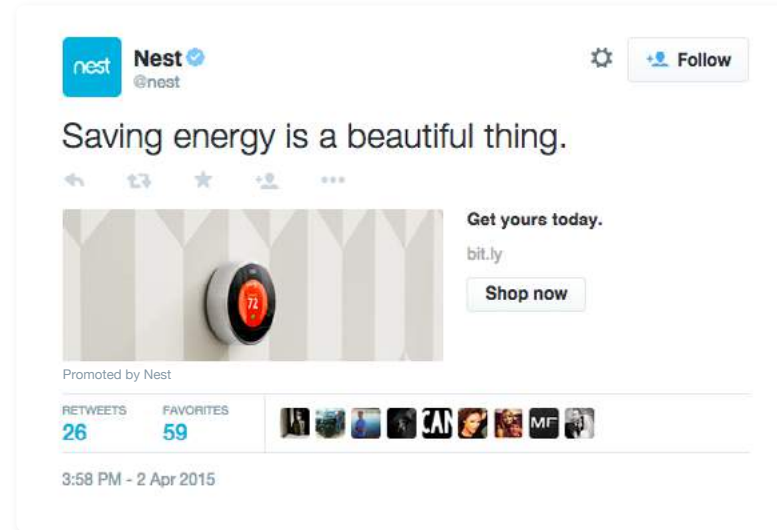 nest
Nest
@nest
Follow
Saving energy is a beautiful thing.
Get yours today.
bit.ly
Shop now
72
Promoted by Nest
RETWEETS
FAVORITES
26
59
CAN
MF
3:58 PM - 2 Apr 2015